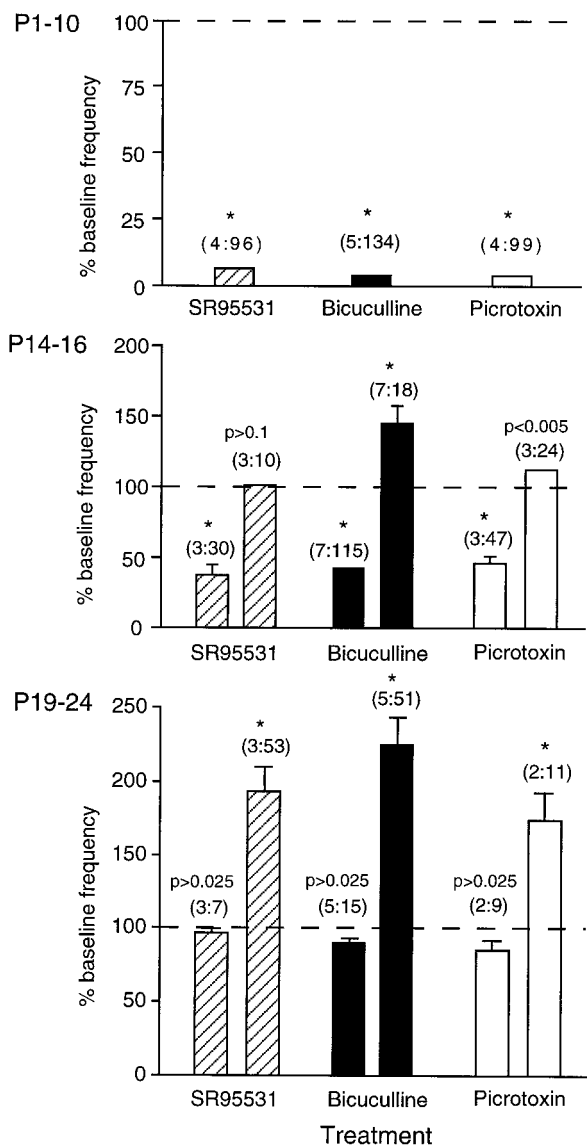 P1-10
% baseline frequency
100
75
50
25
0
* * *
(4:96) (5:134) (4:99)
SR95531 Bicuculline Picrotoxin
P14-16
% baseline frequency
200
150
100
50
0
* (3:30)
p>0.1 (3:10)
* (7:115)
* (7:18)
* (3:47)
p<0.005 (3:24)
SR95531 Bicuculline Picrotoxin
P19-24
% baseline frequency
250
200
150
100
50
0
p>0.025 (3:7)
* (3:53)
p>0.025 (5:15)
* (5:51)
p>0.025 (2:9)
* (2:11)
SR95531 Bicuculline Picrotoxin
Treatment